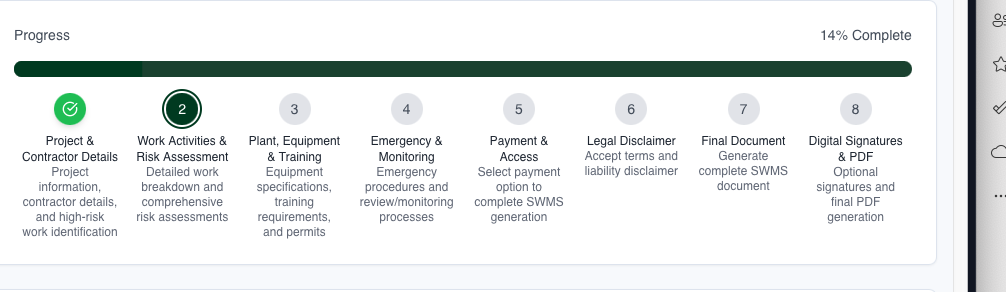 Progress
14% Complete
2
3
4
5
6
7
8
Project &
Contractor Details
Project
information,
contractor details,
and high-risk
work identification
Work Activities &
Risk Assessment
Detailed work
breakdown and
comprehensive
risk assessments
Plant, Equipment
& Training
Equipment
specifications,
training
requirements,
and permits
Emergency &
Monitoring
Emergency
procedures and
review/monitoring
processes
Payment &
Access
Select payment
option to
complete SWMS
generation
Legal Disclaimer
Accept terms and
liability disclaimer
Final Document
Generate
complete SWMS
document
Digital Signatures
& PDF
Optional
signatures and
final PDF
generation